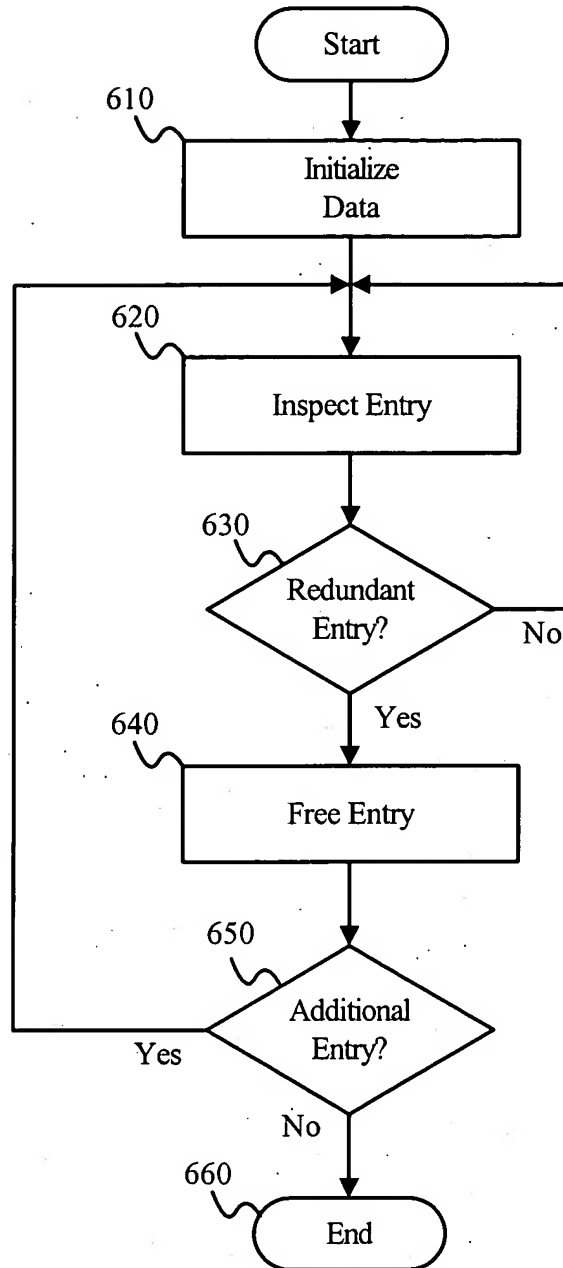 Start
610
Initialize
Data
620
Inspect Entry
630
Redundant
Entry?
No
Yes
640
Free Entry
650
Additional
Entry?
Yes
No
660
End